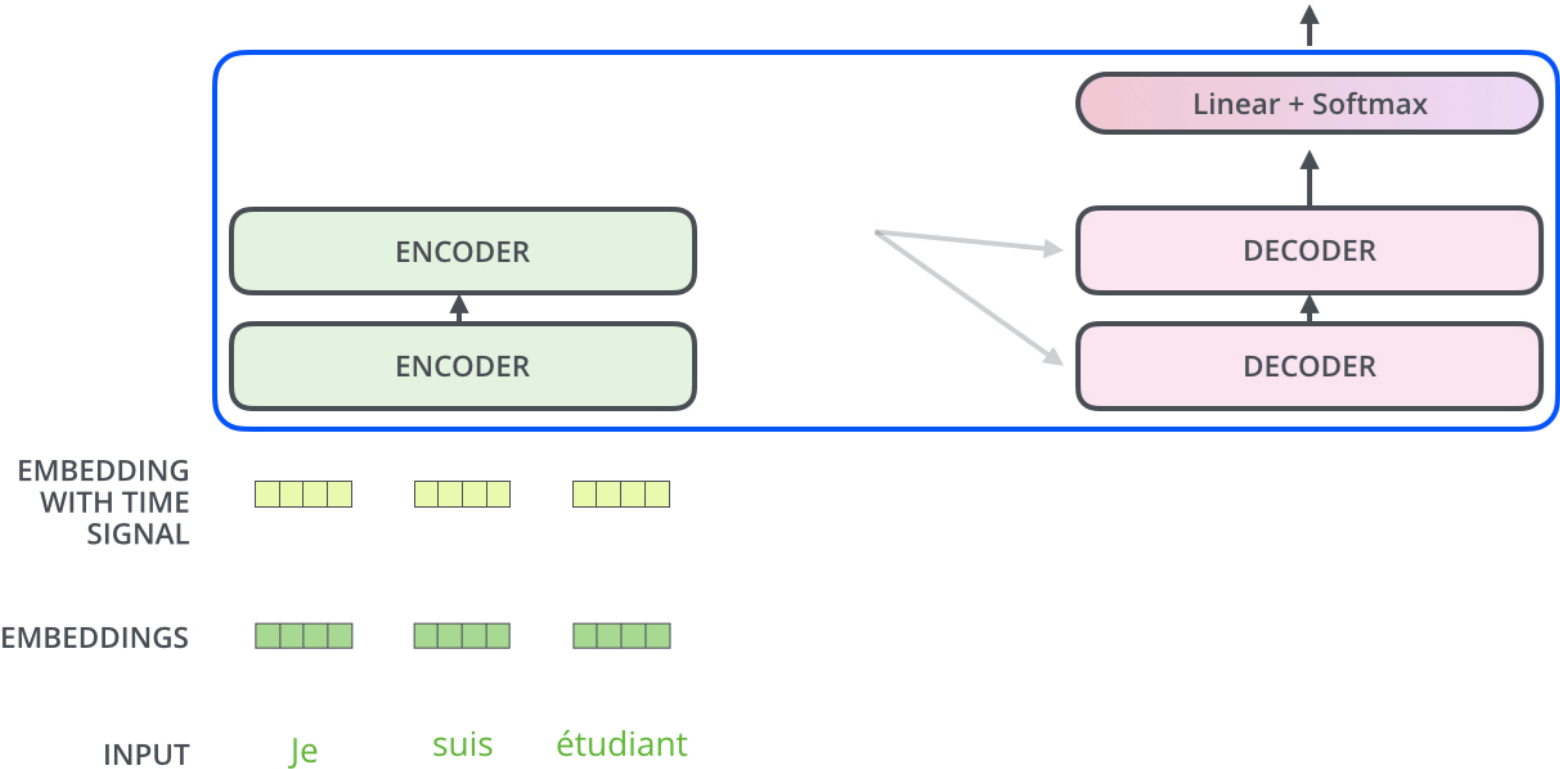 Linear + Softmax
ENCODER
DECODER
ENCODER
DECODER
EMBEDDING
WITH TIME
SIGNAL
EMBEDDINGS
INPUT Je suis étudiant